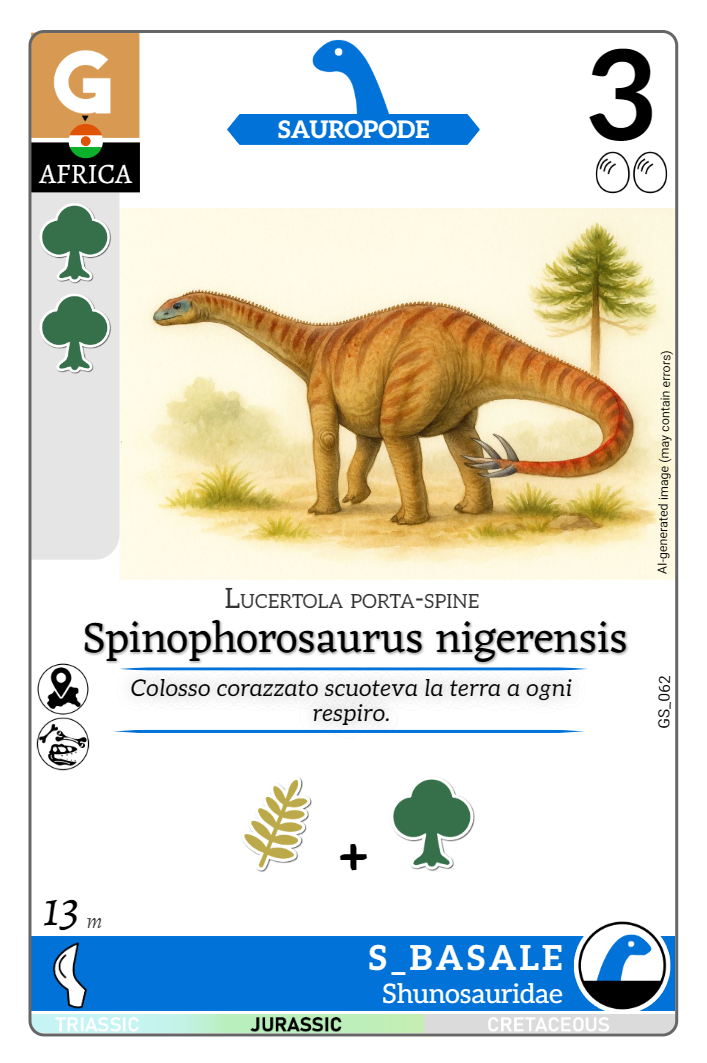 G
AFRICA
SAUROPODE
3
AI-generated image (may contain errors)
Lucertola porta-spine
Spinophorosaurus nigerensis
Colosso corazzato scuoteva la terra a ogni
respiro.
GS_062
+
13 m
S_BASALE
Shunosauridae
TRIASSIC JURASSIC CRETACEOUS